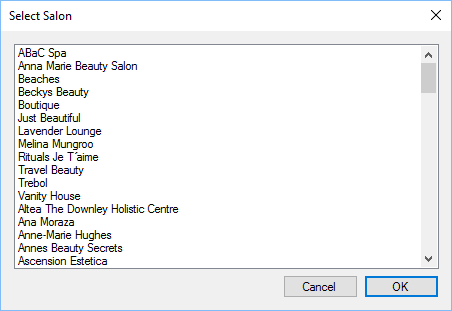 Select Salon
ABaC Spa
Anna Marie Beauty Salon
Beaches
Beckys Beauty
Boutique
Just Beautiful
Lavender Lounge
Melina Mungroo
Rituals Je T´aime
Travel Beauty
Trebol
Vanity House
Altea The Downley Holistic Centre
Ana Moraza
Anne-Marie Hughes
Annes Beauty Secrets
Ascension Estetica
Cancel OK